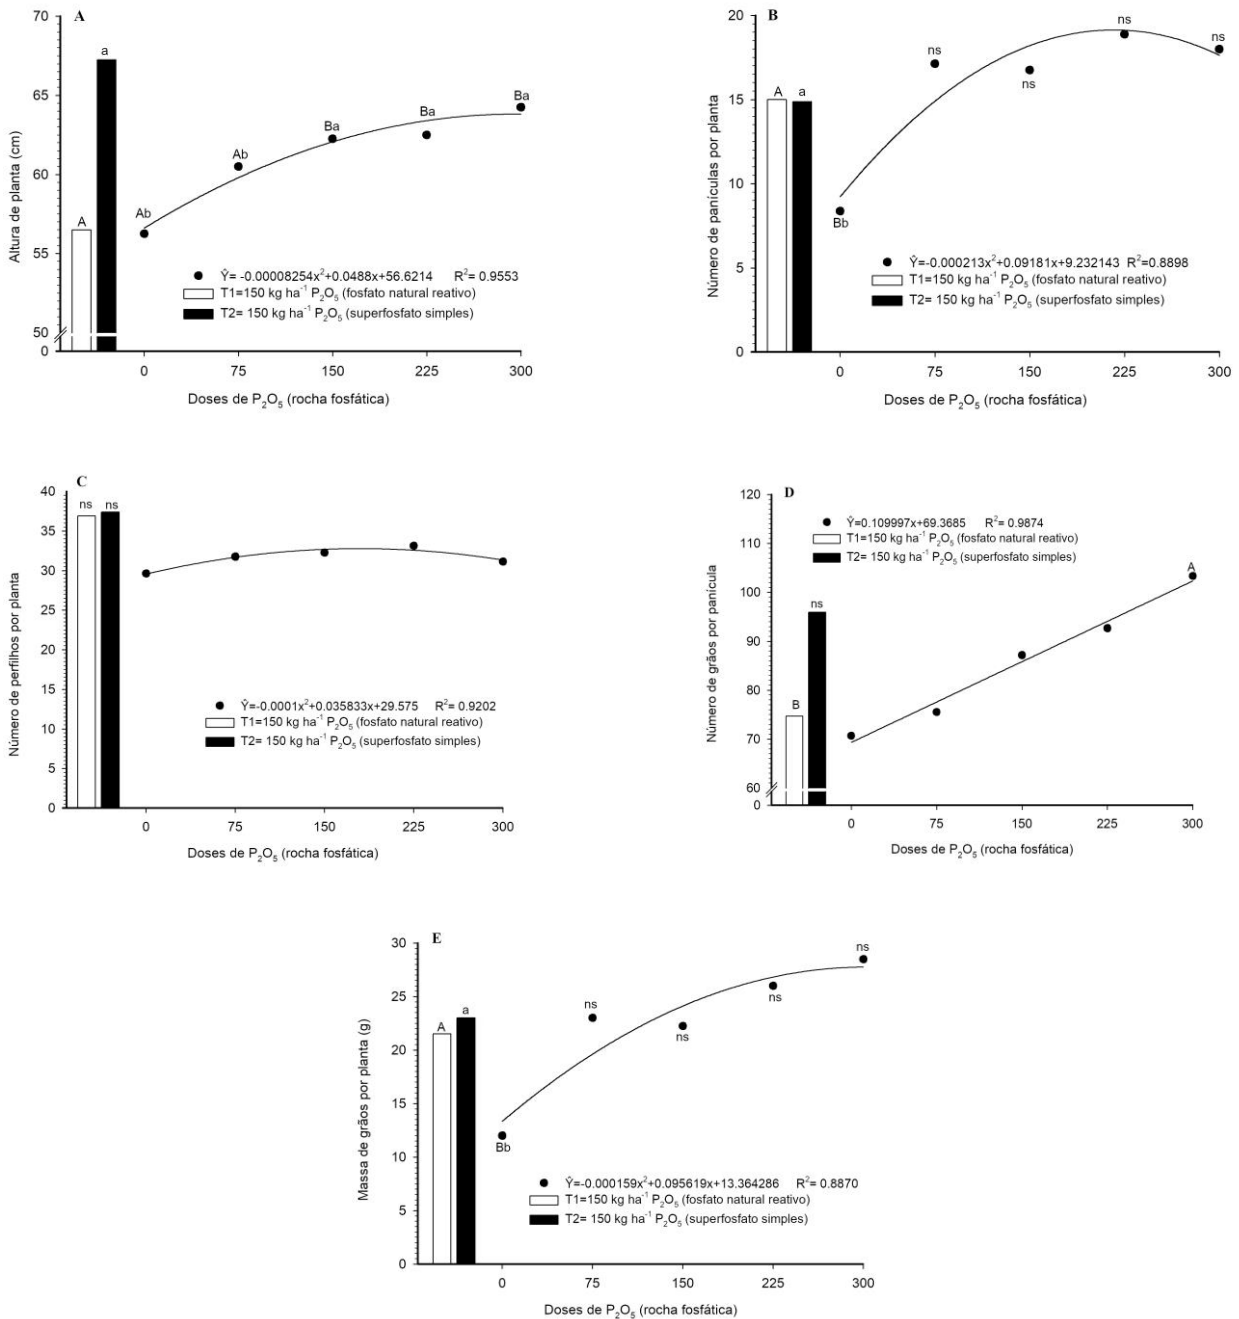 A
70
65
60
55
50
0
Altura de planta (cm)
A
a
Ab
Ab
Ba
Ba
Ba
Ŷ= -0.00008254x²+0.0488x+56.6214 R²= 0.9553
T1=150 kg ha⁻¹ P₂O₅ (fosfato natural reativo)
T2= 150 kg ha⁻¹ P₂O₅ (superfosfato simples)
0 75 150 225 300
Doses de P₂O₅ (rocha fosfática)
B
20
15
10
5
0
Número de panículas por planta
A
a
Bb
ns
ns
ns
ns
Ŷ=-0.000213x²+0.09181x+9.232143 R²=0.8898
T1=150 kg ha⁻¹ P₂O₅ (fosfato natural reativo)
T2= 150 kg ha⁻¹ P₂O₅ (superfosfato simples)
0 75 150 225 300
Doses de P₂O₅ (rocha fosfática)
C
40
35
30
25
20
15
10
5
0
Número de perfilhos por planta
ns ns
Ŷ=-0.0001x²+0.035833x+29.575 R²= 0.9202
T1=150 kg ha⁻¹ P₂O₅ (fosfato natural reativo)
T2= 150 kg ha⁻¹ P₂O₅ (superfosfato simples)
0 75 150 225 300
Doses de P₂O₅ (rocha fosfática)
D
120
110
100
90
80
70
60
0
Número de grãos por panícula
Ŷ=0.109997x+69.3685 R²= 0.9874
T1=150 kg ha⁻¹ P₂O₅ (fosfato natural reativo)
T2= 150 kg ha⁻¹ P₂O₅ (superfosfato simples)
B
ns
A
0 75 150 225 300
Doses de P₂O₅ (rocha fosfática)
E
30
25
20
15
10
5
0
Massa de grãos por planta (g)
A
a
Bb
ns
ns
ns
ns
Ŷ=-0.000159x²+0.095619x+13.364286 R²= 0.8870
T1=150 kg ha⁻¹ P₂O₅ (fosfato natural reativo)
T2= 150 kg ha⁻¹ P₂O₅ (superfosfato simples)
0 75 150 225 300
Doses de P₂O₅ (rocha fosfática)